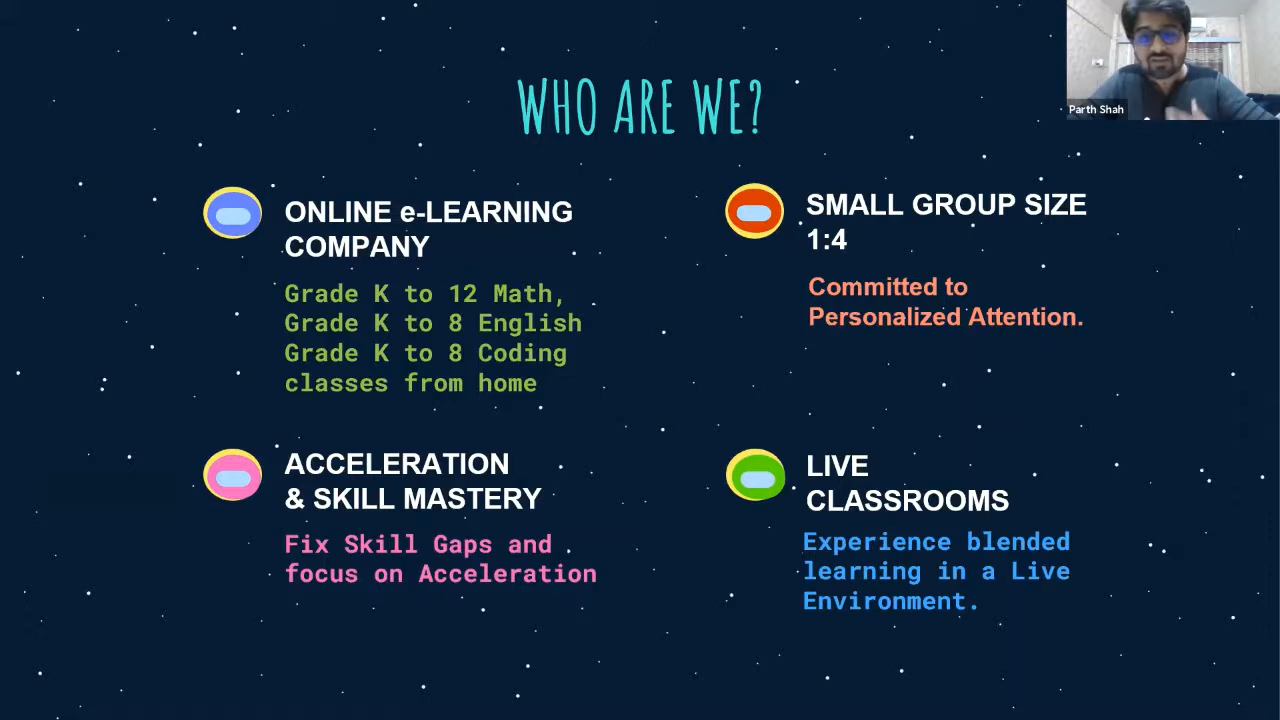 WHO ARE WE?
Parth Shah
ONLINE e-LEARNING
COMPANY
Grade K to 12 Math,
Grade K to 8 English
Grade K to 8 Coding
classes from home
SMALL GROUP SIZE
1:4
Committed to
Personalized Attention.
ACCELERATION
& SKILL MASTERY
Fix Skill Gaps and
focus on Acceleration
LIVE
CLASSROOMS
Experience blended
learning in a Live
Environment.